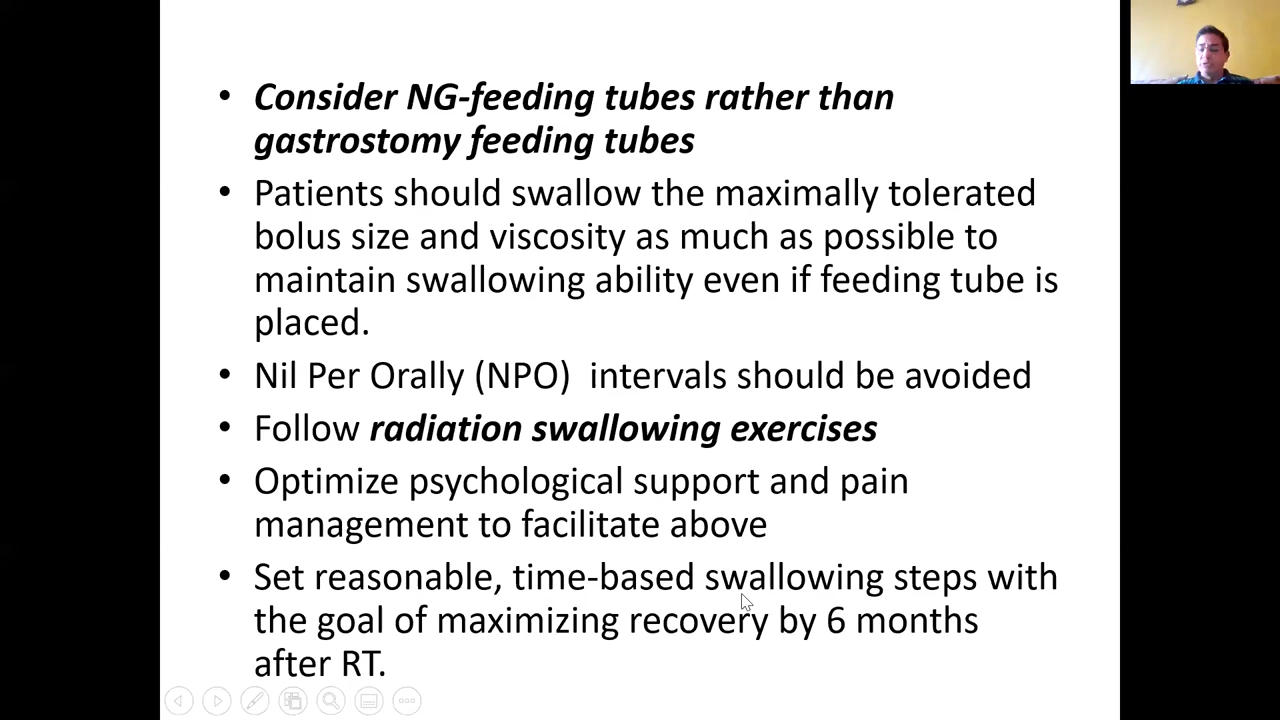 • Consider NG-feeding tubes rather than
gastrostomy feeding tubes
• Patients should swallow the maximally tolerated
bolus size and viscosity as much as possible to
maintain swallowing ability even if feeding tube is
placed.
• Nil Per Orally (NPO)  intervals should be avoided
• Follow radiation swallowing exercises
• Optimize psychological support and pain
management to facilitate above
• Set reasonable, time-based swallowing steps with
the goal of maximizing recovery by 6 months
after RT.